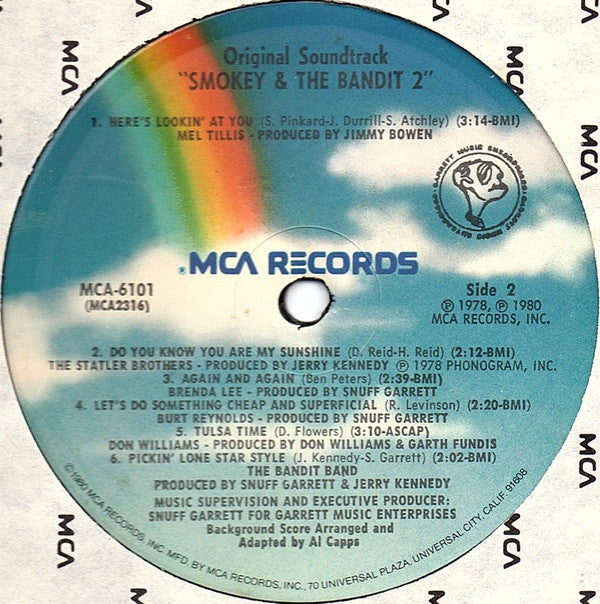 Original Soundtrack
"SMOKEY & THE BANDIT 2"
1. HERE'S LOOKIN' AT YOU (S. Pinkard-J. Durrill-S. Atchley) (3:14-BMI)
MEL TILLIS - PRODUCED BY JIMMY BOWEN
GARRETT MUSIC ENTERPRISES
MCA RECORDS
MCA-6101
(MCA2316)
Side 2
℗ 1978, ℗ 1980
MCA RECORDS, INC.
2. DO YOU KNOW YOU ARE MY SUNSHINE (D. Reid-H. Reid) (2:12-BMI)
THE STATLER BROTHERS - PRODUCED BY JERRY KENNEDY ℗ 1978 PHONOGRAM, INC.
3. AGAIN AND AGAIN (Ben Peters) (2:39-BMI)
BRENDA LEE - PRODUCED BY SNUFF GARRETT
4. LET'S DO SOMETHING CHEAP AND SUPERFICIAL (R. Levinson) (2:20-BMI)
BURT REYNOLDS - PRODUCED BY SNUFF GARRETT
5. TULSA TIME (D. Flowers) (3:10-ASCAP)
DON WILLIAMS - PRODUCED BY DON WILLIAMS & GARTH FUNDIS
6. PICKIN' LONE STAR STYLE (J. Kennedy-S. Garrett) (2:02-BMI)
THE BANDIT BAND
PRODUCED BY SNUFF GARRETT & JERRY KENNEDY
MUSIC SUPERVISION AND EXECUTIVE PRODUCER:
SNUFF GARRETT FOR GARRETT MUSIC ENTERPRISES
Background Score Arranged and
Adapted by Al Capps
©1980 MCA RECORDS, INC. MFD. BY MCA RECORDS, INC., 70 UNIVERSAL PLAZA, UNIVERSAL CITY, CALIF. 91608
MCA
MCA
MCA
MCA
MCA